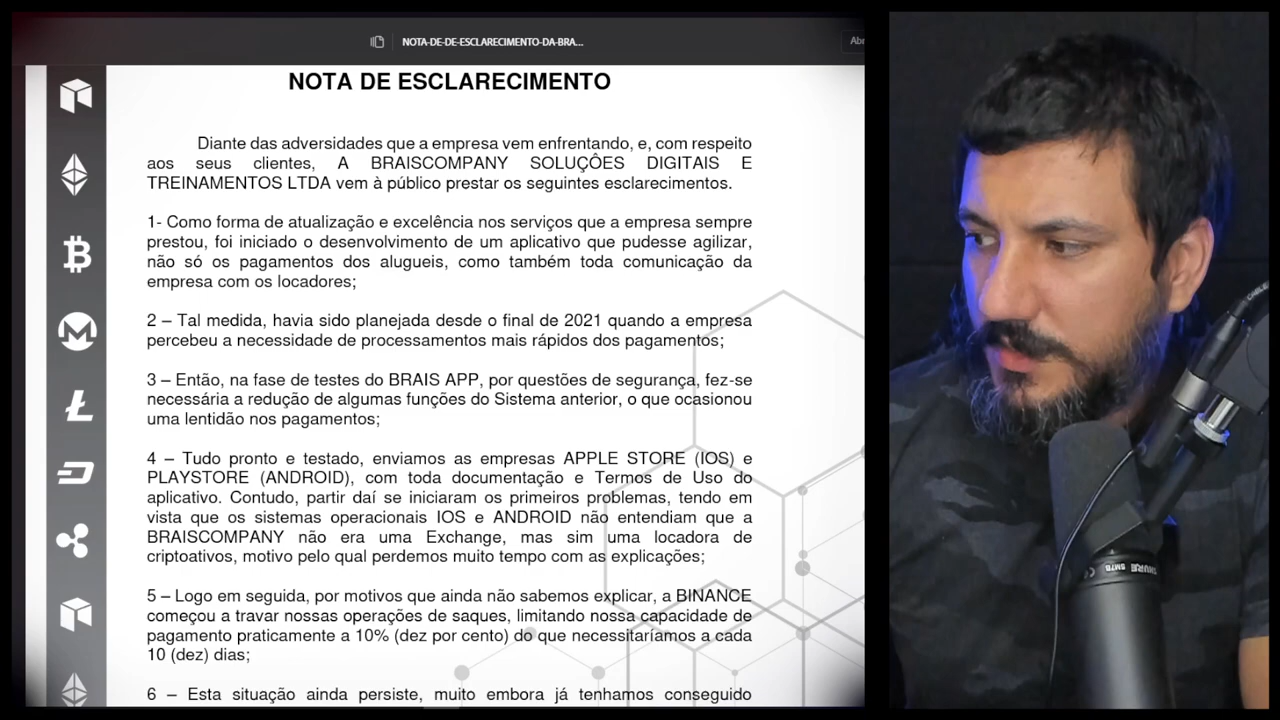 NOTA-DE-DE-ESCLARECIMENTO-DA-BRA...
Abr
NOTA DE ESCLARECIMENTO
Diante das adversidades que a empresa vem enfrentando, e, com respeito
aos seus clientes, A BRAISCOMPANY SOLUÇÔES DIGITAIS E
TREINAMENTOS LTDA vem à público prestar os seguintes esclarecimentos.
1- Como forma de atualização e excelência nos serviços que a empresa sempre
prestou, foi iniciado o desenvolvimento de um aplicativo que pudesse agilizar,
não só os pagamentos dos alugueis, como também toda comunicação da
empresa com os locadores;
2 – Tal medida, havia sido planejada desde o final de 2021 quando a empresa
percebeu a necessidade de processamentos mais rápidos dos pagamentos;
3 – Então, na fase de testes do BRAIS APP, por questões de segurança, fez-se
necessária a redução de algumas funções do Sistema anterior, o que ocasionou
uma lentidão nos pagamentos;
4 – Tudo pronto e testado, enviamos as empresas APPLE STORE (IOS) e
PLAYSTORE (ANDROID), com toda documentação e Termos de Uso do
aplicativo. Contudo, partir daí se iniciaram os primeiros problemas, tendo em
vista que os sistemas operacionais IOS e ANDROID não entendiam que a
BRAISCOMPANY não era uma Exchange, mas sim uma locadora de
criptoativos, motivo pelo qual perdemos muito tempo com as explicações;
5 – Logo em seguida, por motivos que ainda não sabemos explicar, a BINANCE
começou a travar nossas operações de saques, limitando nossa capacidade de
pagamento praticamente a 10% (dez por cento) do que necessitaríamos a cada
10 (dez) dias;
6 – Esta situação ainda persiste, muito embora já tenhamos conseguido
SHURE SM7B